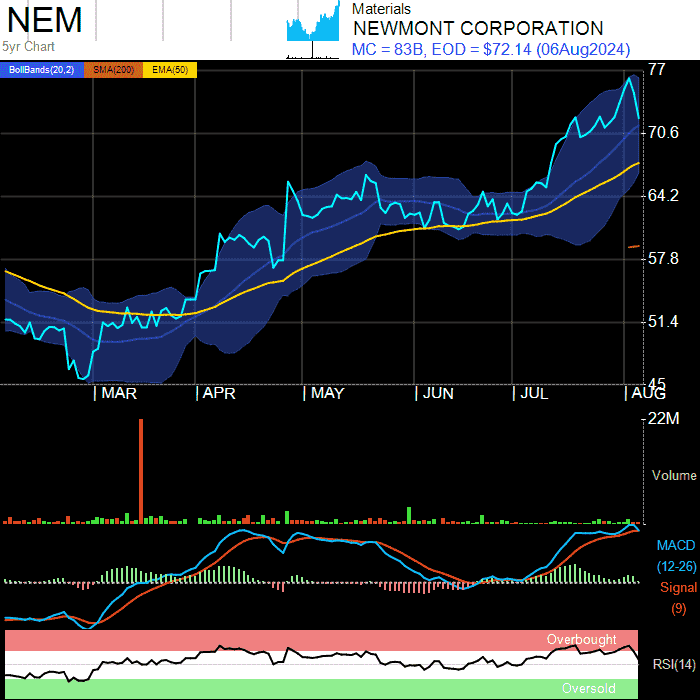 NEM
5yr Chart
Materials
NEWMONT CORPORATION
MC = 83B, EOD = $72.14 (06Aug2024)
BollBands(20,2) SMA(200) EMA(50)
77
70.6
64.2
57.8
51.4
45
| MAR | APR | MAY | JUN | JUL | AUG
22M
Volume
MACD
(12-26)
Signal
(9)
Overbought
RSI(14)
Oversold